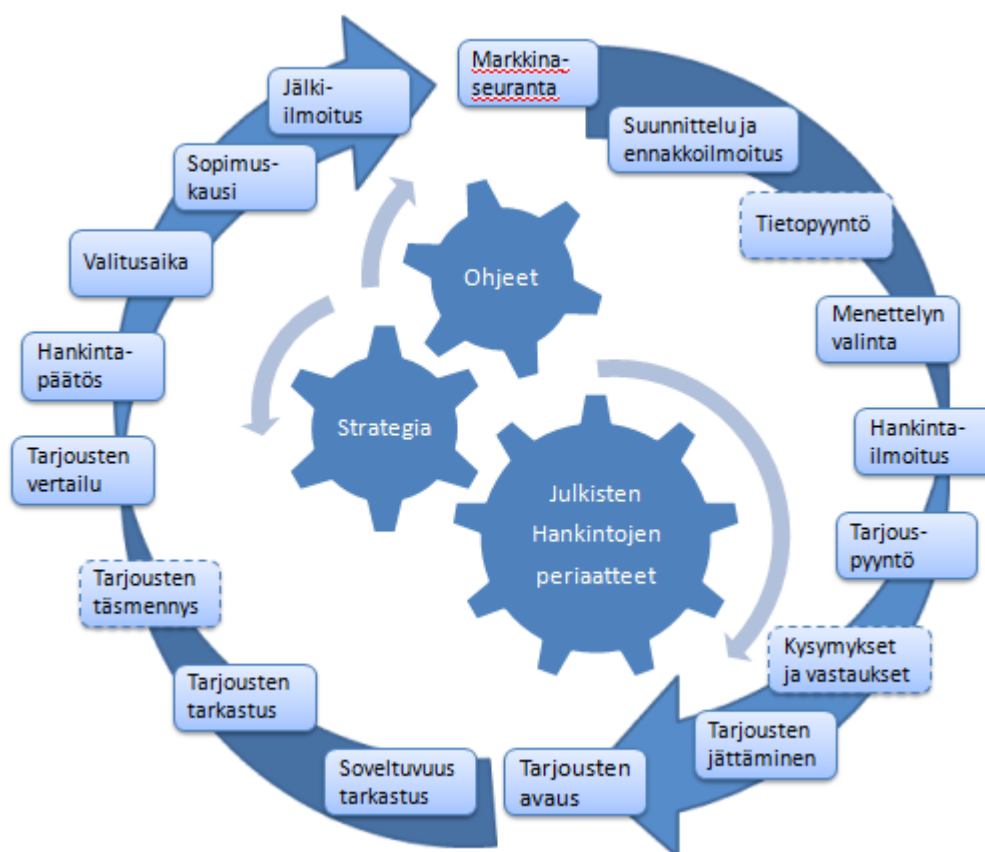 Markkina-
seuranta
Suunnittelu ja
ennakkoilmoitus
Tietopyyntö
Menettelyn
valinta
Hankinta-
ilmoitus
Tarjous-
pyyntö
Kysymykset
ja vastaukset
Tarjousten
jättäminen
Tarjousten
avaus
Soveltuvuus
tarkastus
Tarjousten
tarkastus
Tarjousten
täsmennys
Tarjousten
vertailu
Hankinta-
päätös
Valitusaika
Sopimus-
kausi
Jälki-
ilmoitus
Ohjeet
Strategia
Julkisten
Hankintojen
periaatteet